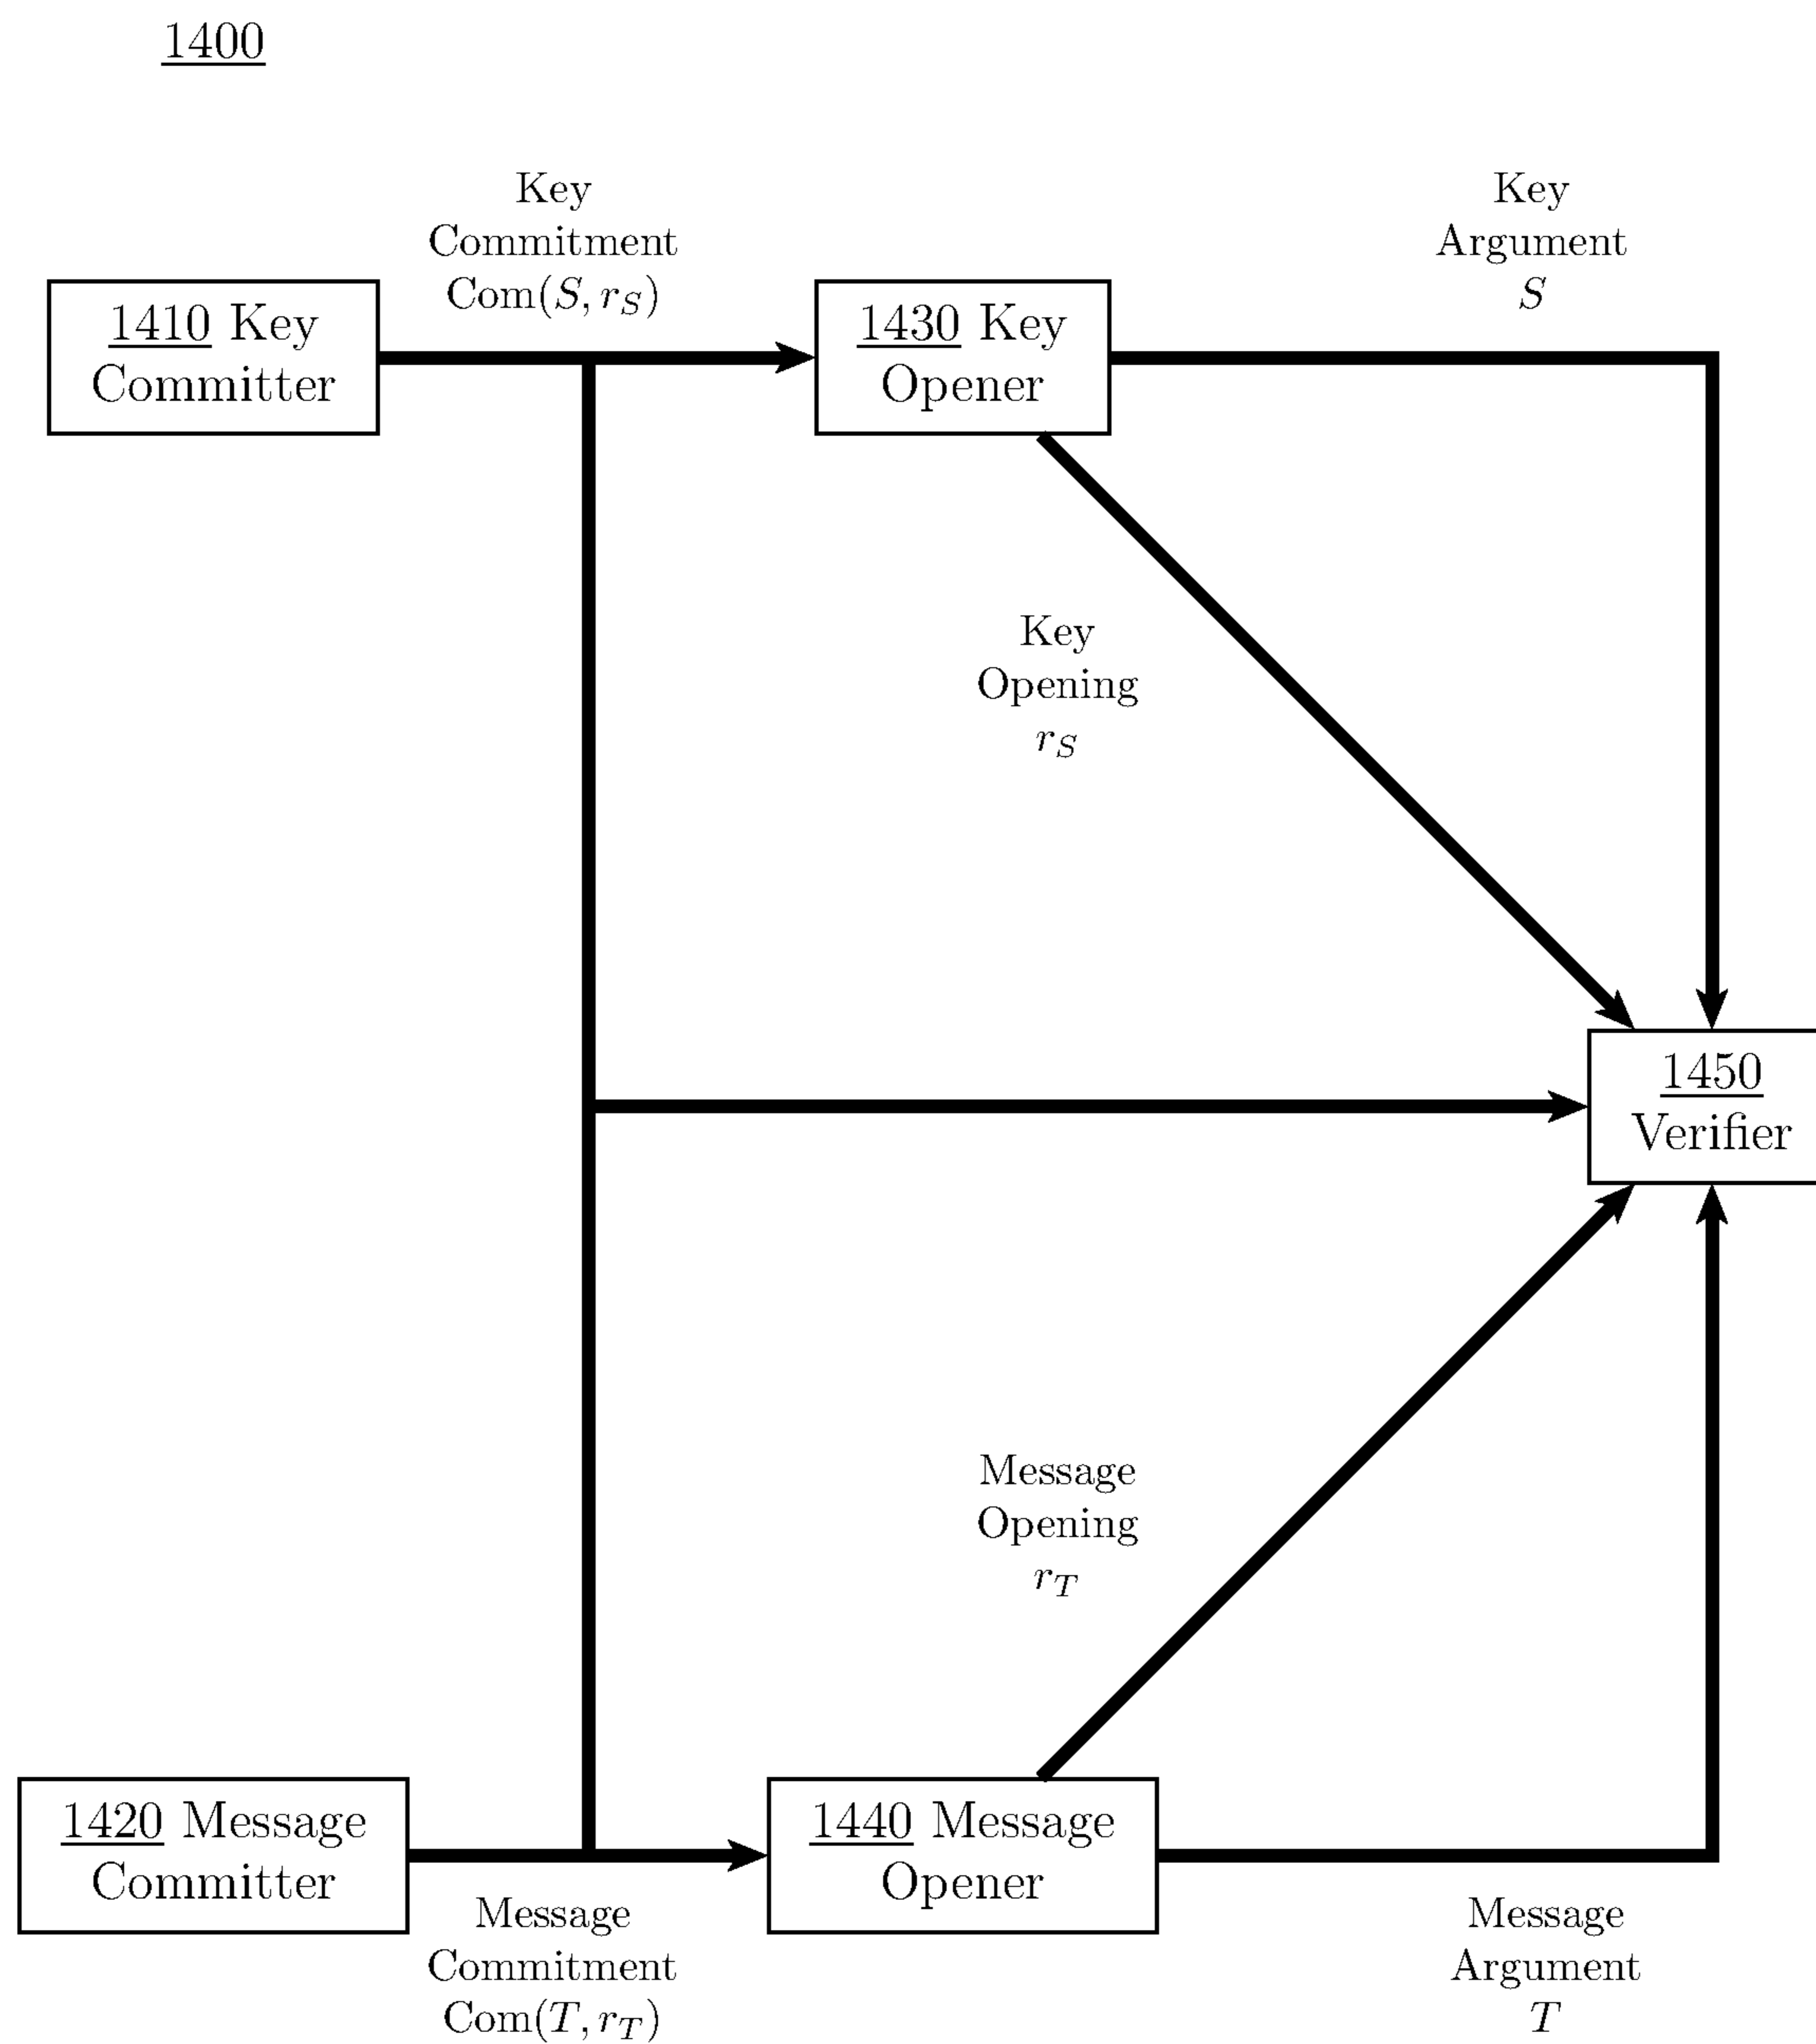 1400
Key
Commitment
Com(S, r_S)
Key
Argument
S
1410 Key
Committer
1430 Key
Opener
Key
Opening
r_S
1450
Verifier
Message
Opening
r_T
1420 Message
Committer
1440 Message
Opener
Message
Commitment
Com(T, r_T)
Message
Argument
T